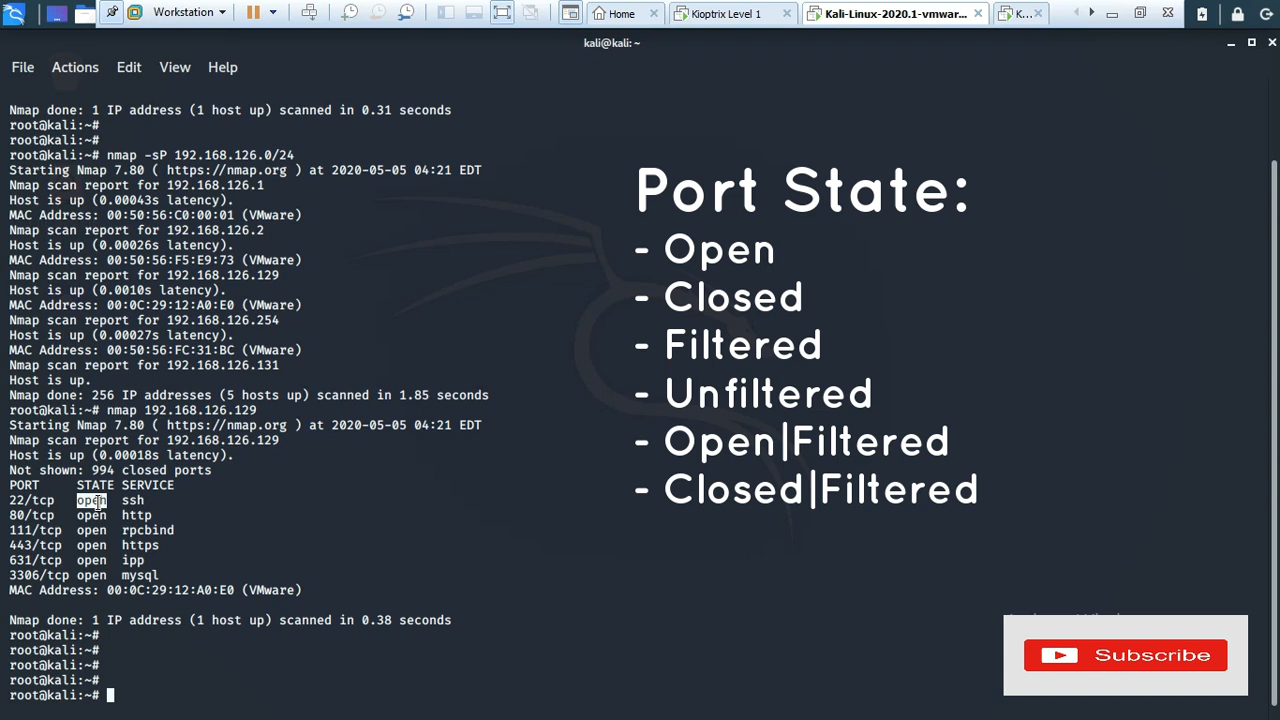 Workstation
Home
Kioptrix Level 1
Kali-Linux-2020.1-vmwar...
K...
kali@kali: ~
File Actions Edit View Help
Nmap done: 1 IP address (1 host up) scanned in 0.31 seconds
root@kali:~#
root@kali:~#
root@kali:~# nmap -sP 192.168.126.0/24
Starting Nmap 7.80 ( https://nmap.org ) at 2020-05-05 04:21 EDT
Nmap scan report for 192.168.126.1
Host is up (0.00043s latency).
MAC Address: 00:50:56:C0:00:01 (VMware)
Nmap scan report for 192.168.126.2
Host is up (0.00026s latency).
MAC Address: 00:50:56:F5:E9:73 (VMware)
Nmap scan report for 192.168.126.129
Host is up (0.0010s latency).
MAC Address: 00:0C:29:12:A0:E0 (VMware)
Nmap scan report for 192.168.126.254
Host is up (0.00027s latency).
MAC Address: 00:50:56:FC:31:BC (VMware)
Nmap scan report for 192.168.126.131
Host is up.
Nmap done: 256 IP addresses (5 hosts up) scanned in 1.85 seconds
root@kali:~# nmap 192.168.126.129
Starting Nmap 7.80 ( https://nmap.org ) at 2020-05-05 04:21 EDT
Nmap scan report for 192.168.126.129
Host is up (0.00018s latency).
Not shown: 994 closed ports
PORT STATE SERVICE
22/tcp open ssh
80/tcp open http
111/tcp open rpcbind
443/tcp open https
631/tcp open ipp
3306/tcp open mysql
MAC Address: 00:0C:29:12:A0:E0 (VMware)
Nmap done: 1 IP address (1 host up) scanned in 0.38 seconds
root@kali:~#
root@kali:~#
root@kali:~#
root@kali:~#
root@kali:~#
Port State:
- Open
- Closed
- Filtered
- Unfiltered
- Open|Filtered
- Closed|Filtered
Subscribe